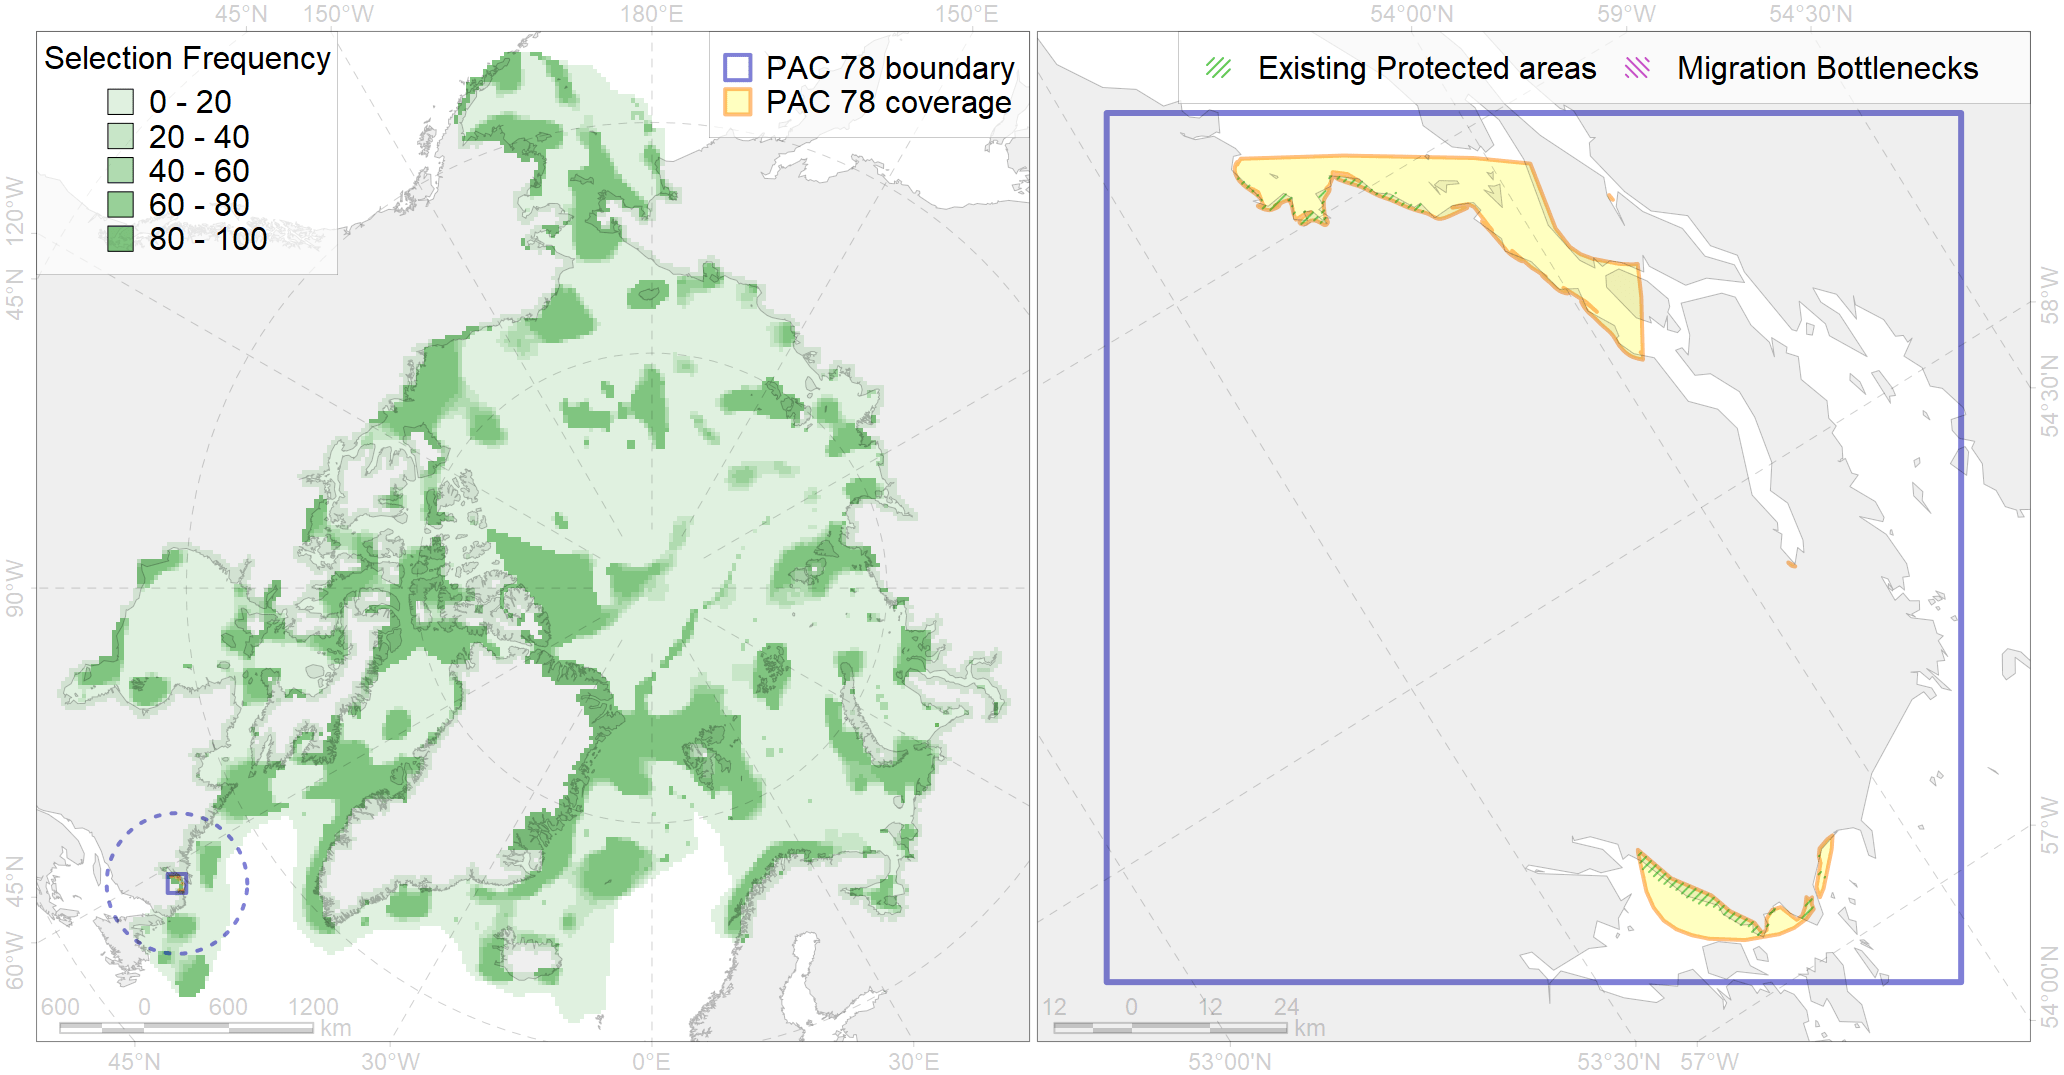 45°N 150°W 180°E 150°E 54°00'N 59°W 54°30'N
Selection Frequency
0 - 20
20 - 40
40 - 60
60 - 80
80 - 100
PAC 78 boundary
PAC 78 coverage
Existing Protected areas Migration Bottlenecks
120°W
45°N
90°W
45°N
60°W
58°W
54°30'N
57°W
54°00'N
600 0 600 1200
km
12 0 12 24
km
45°N 30°W 0°E 30°E 53°00'N 53°30'N 57°W